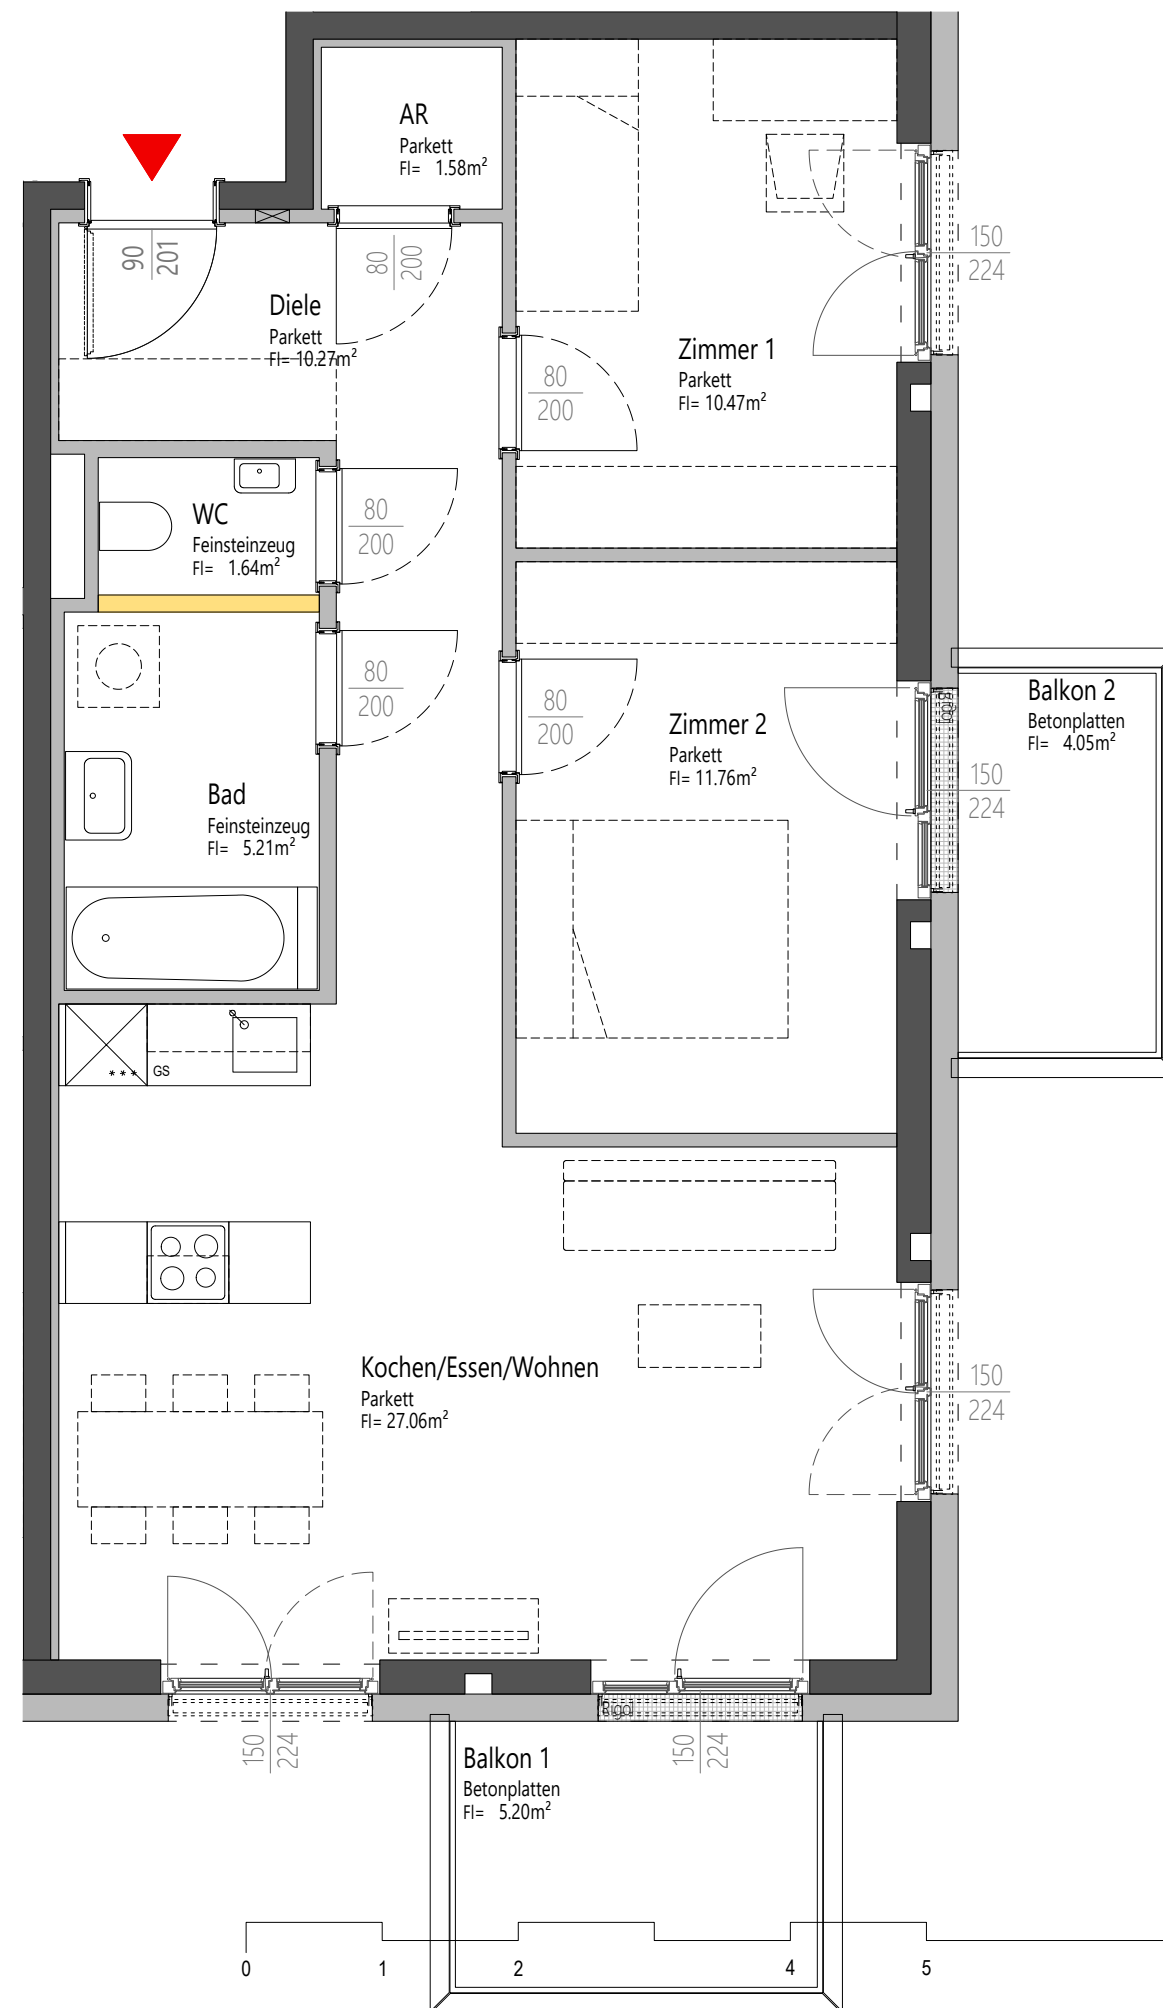 AR
Parkett
Fl= 1.58m²
90
201
80
200
Diele
Parkett
Fl= 10.27m²
150
224
Zimmer 1
Parkett
Fl= 10.47m²
80
200
WC
Feinsteinzeug
Fl= 1.64m²
80
200
80
200
80
200
Zimmer 2
Parkett
Fl= 11.76m²
Balkon 2
Betonplatten
Fl= 4.05m²
150
224
Bad
Feinsteinzeug
Fl= 5.21m²
*** GS
Kochen/Essen/Wohnen
Parkett
Fl= 27.06m²
150
224
Rigol
150
224
150
224
Balkon 1
Betonplatten
Fl= 5.20m²
0 1 2 4 5